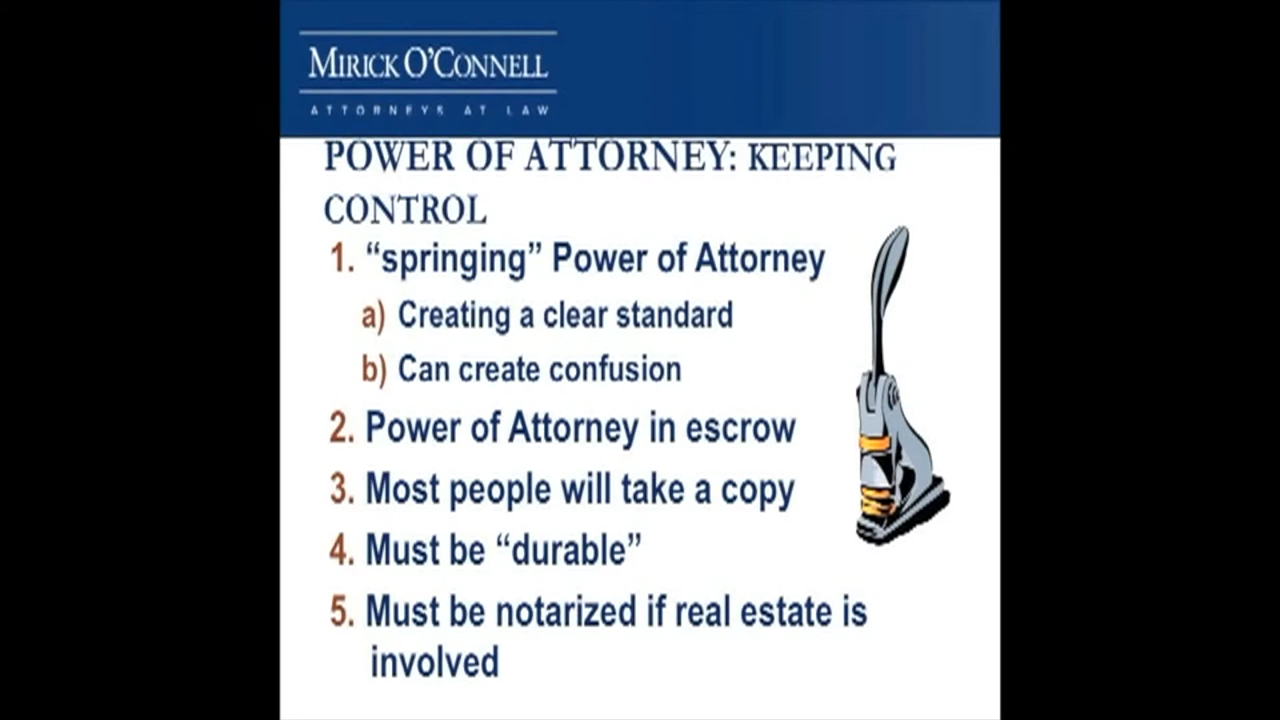 MIRICK O'CONNELL
ATTORNEYS AT LAW
POWER OF ATTORNEY: KEEPING
CONTROL
1. “springing” Power of Attorney
a) Creating a clear standard
b) Can create confusion
2. Power of Attorney in escrow
3. Most people will take a copy
4. Must be “durable”
5. Must be notarized if real estate is
involved